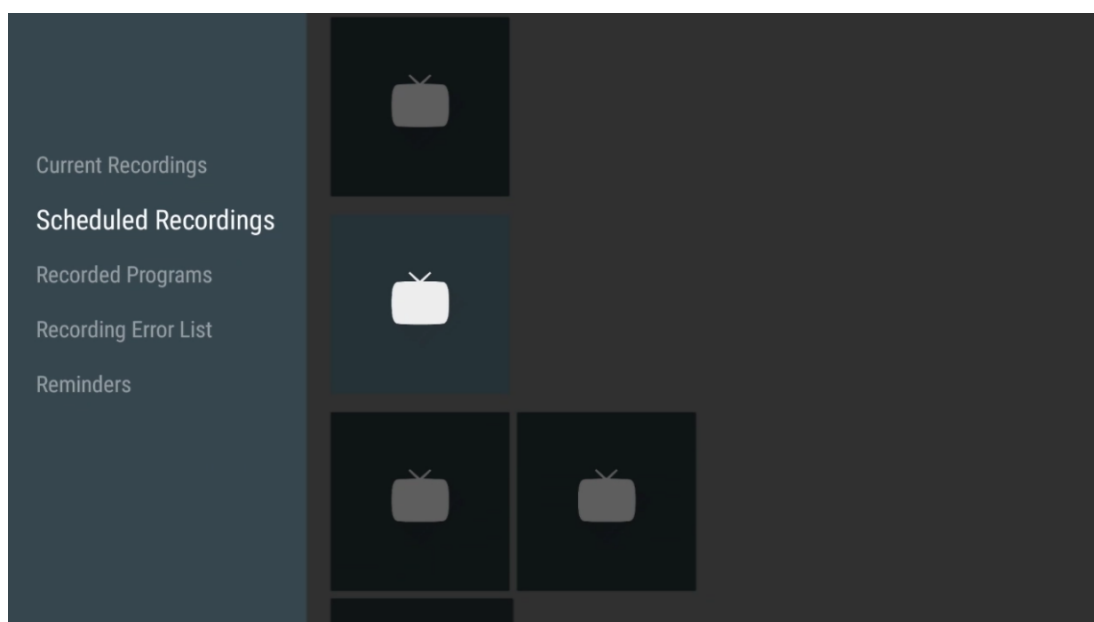 Current Recordings
Scheduled Recordings
Recorded Programs
Recording Error List
Reminders